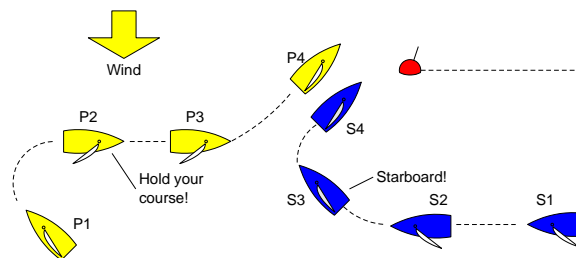 Wind
P4
P2
P3
S4
Hold your
course!
Starboard!
S3
S2
S1
P1